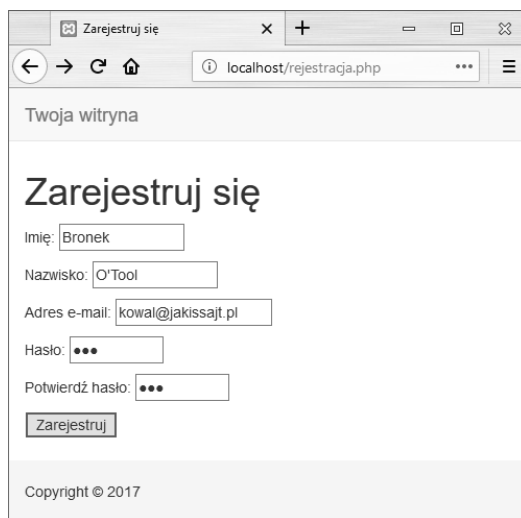 Zarejestruj się
localhost/rejestracja.php
Twoja witryna
Zarejestruj się
Imię: Bronek
Nazwisko: O'Tool
Adres e-mail: kowal@jakissajt.pl
Hasło: •••
Potwierdź hasło: •••
Zarejestruj
Copyright © 2017